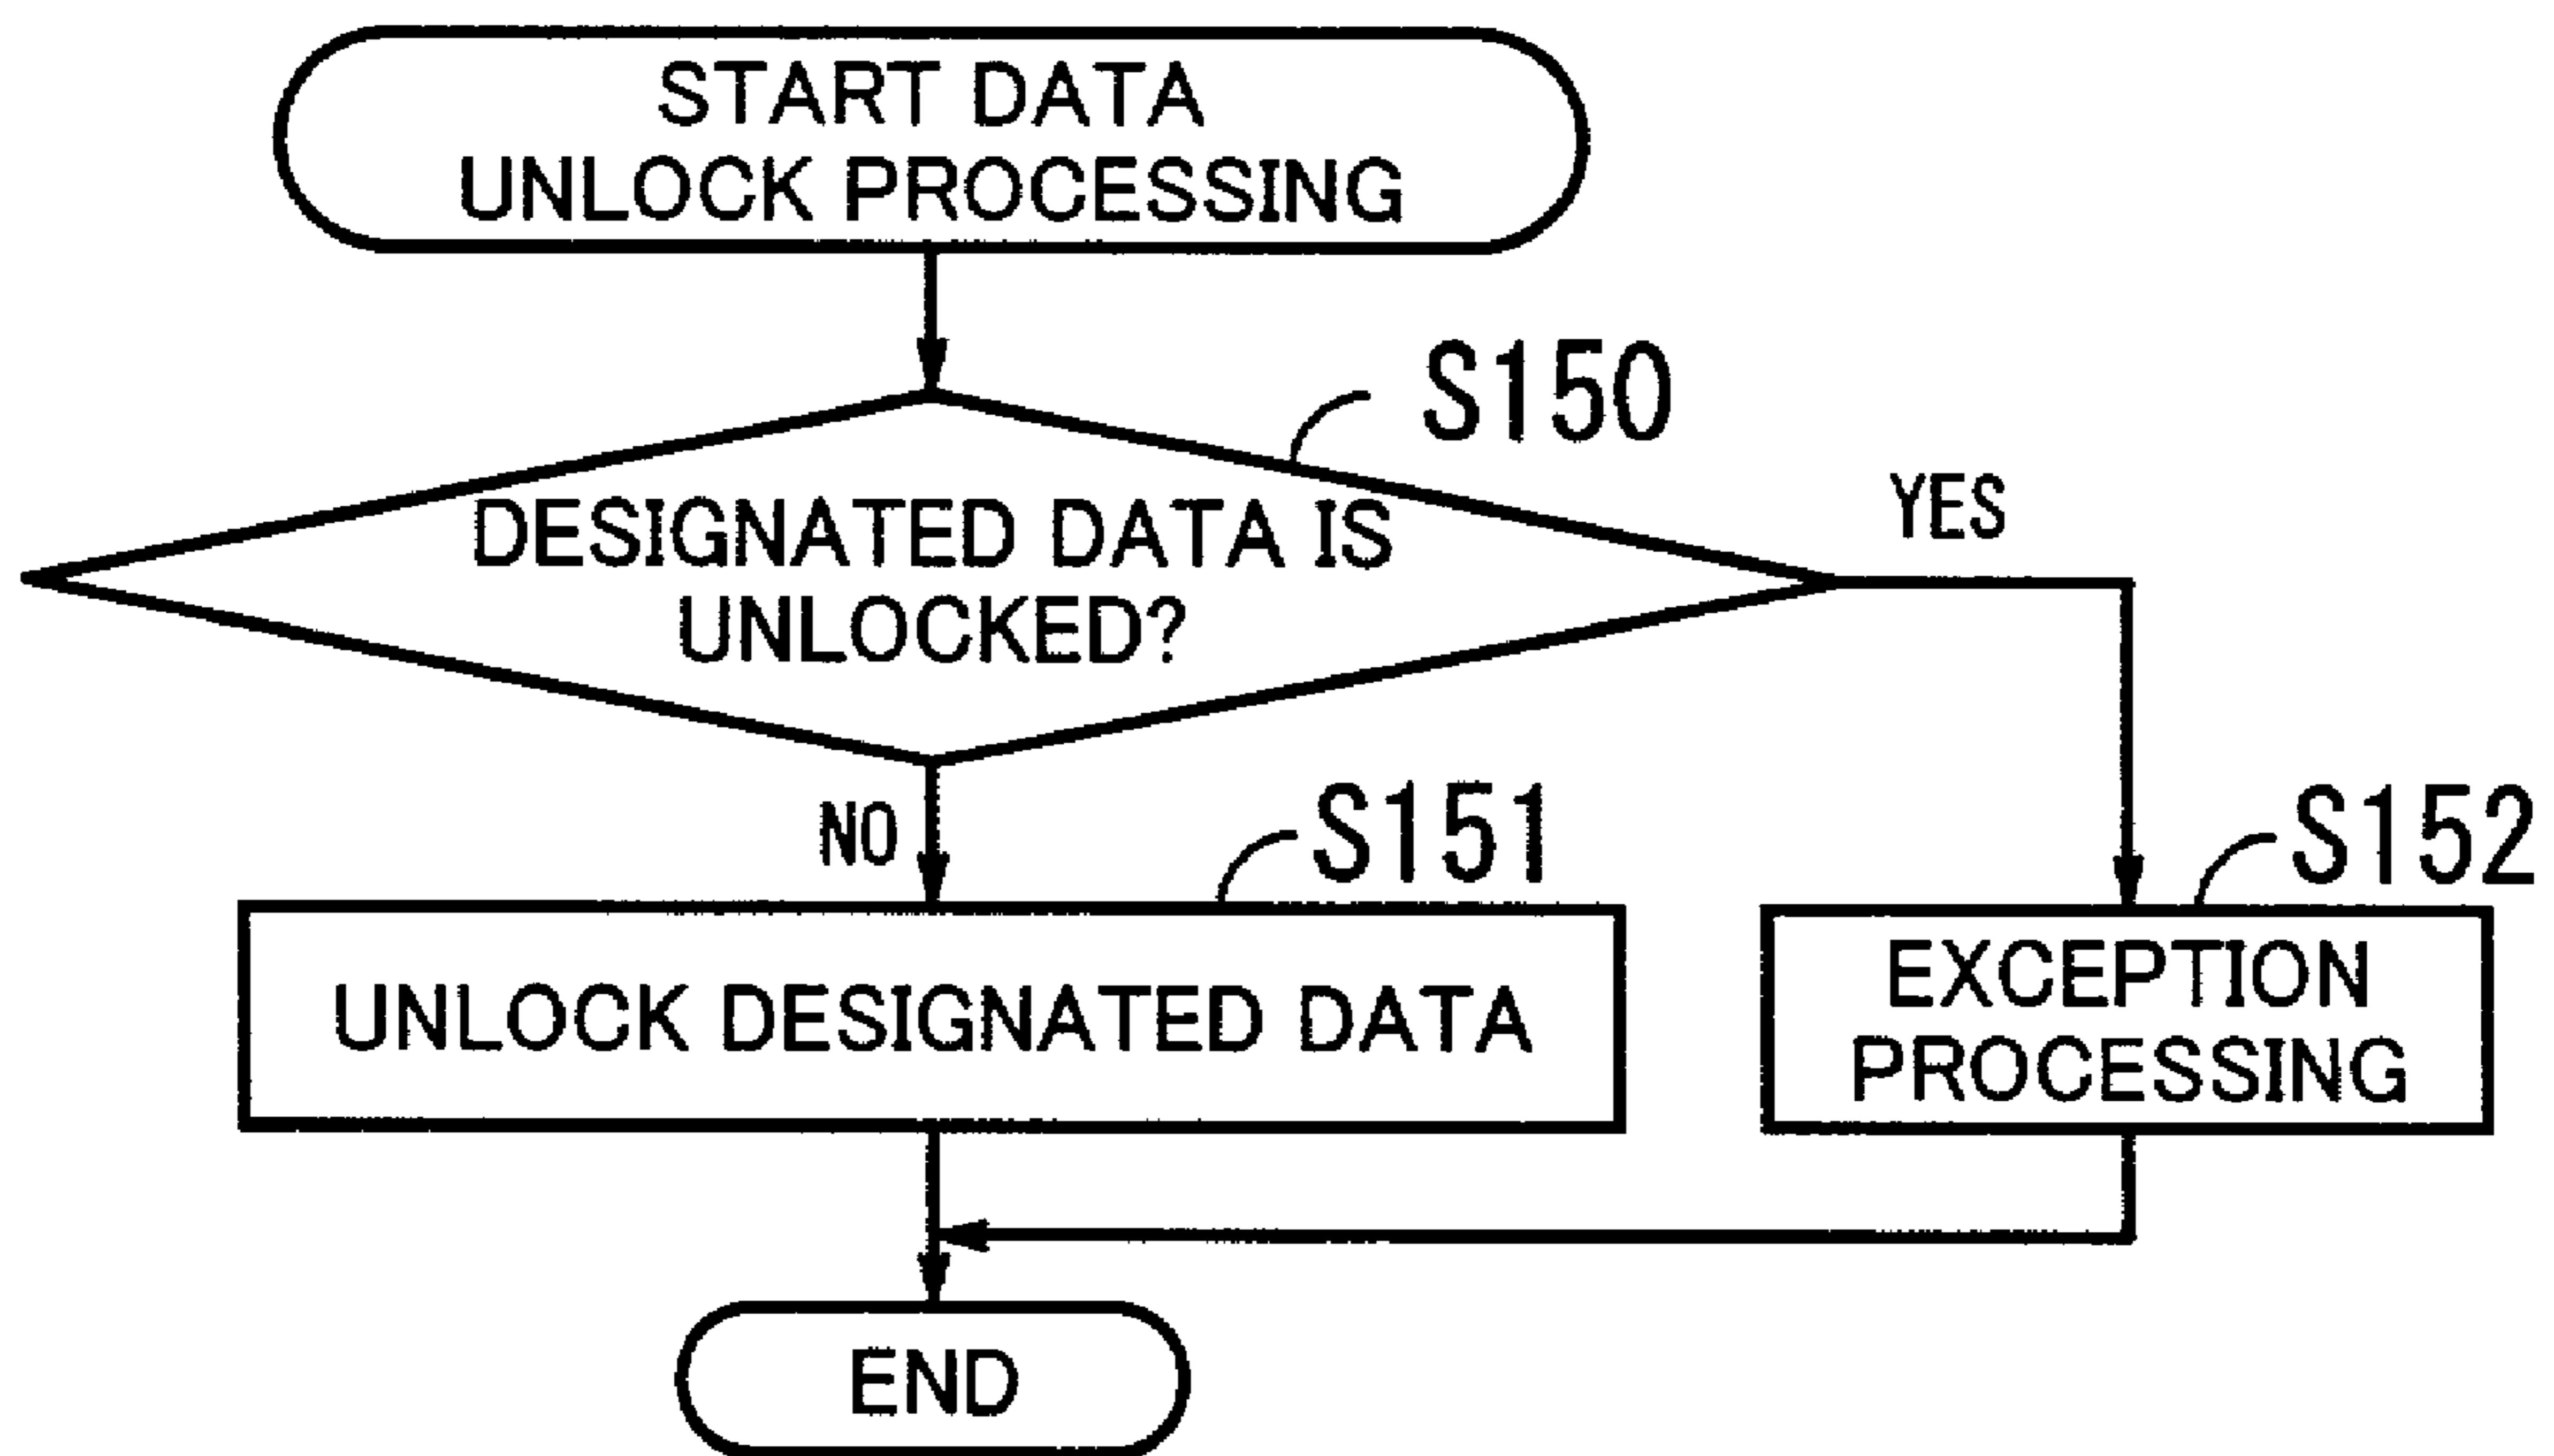 START DATA
UNLOCK PROCESSING
S150
DESIGNATED DATA IS
UNLOCKED?
YES
NO
S151
S152
UNLOCK DESIGNATED DATA
EXCEPTION
PROCESSING
END